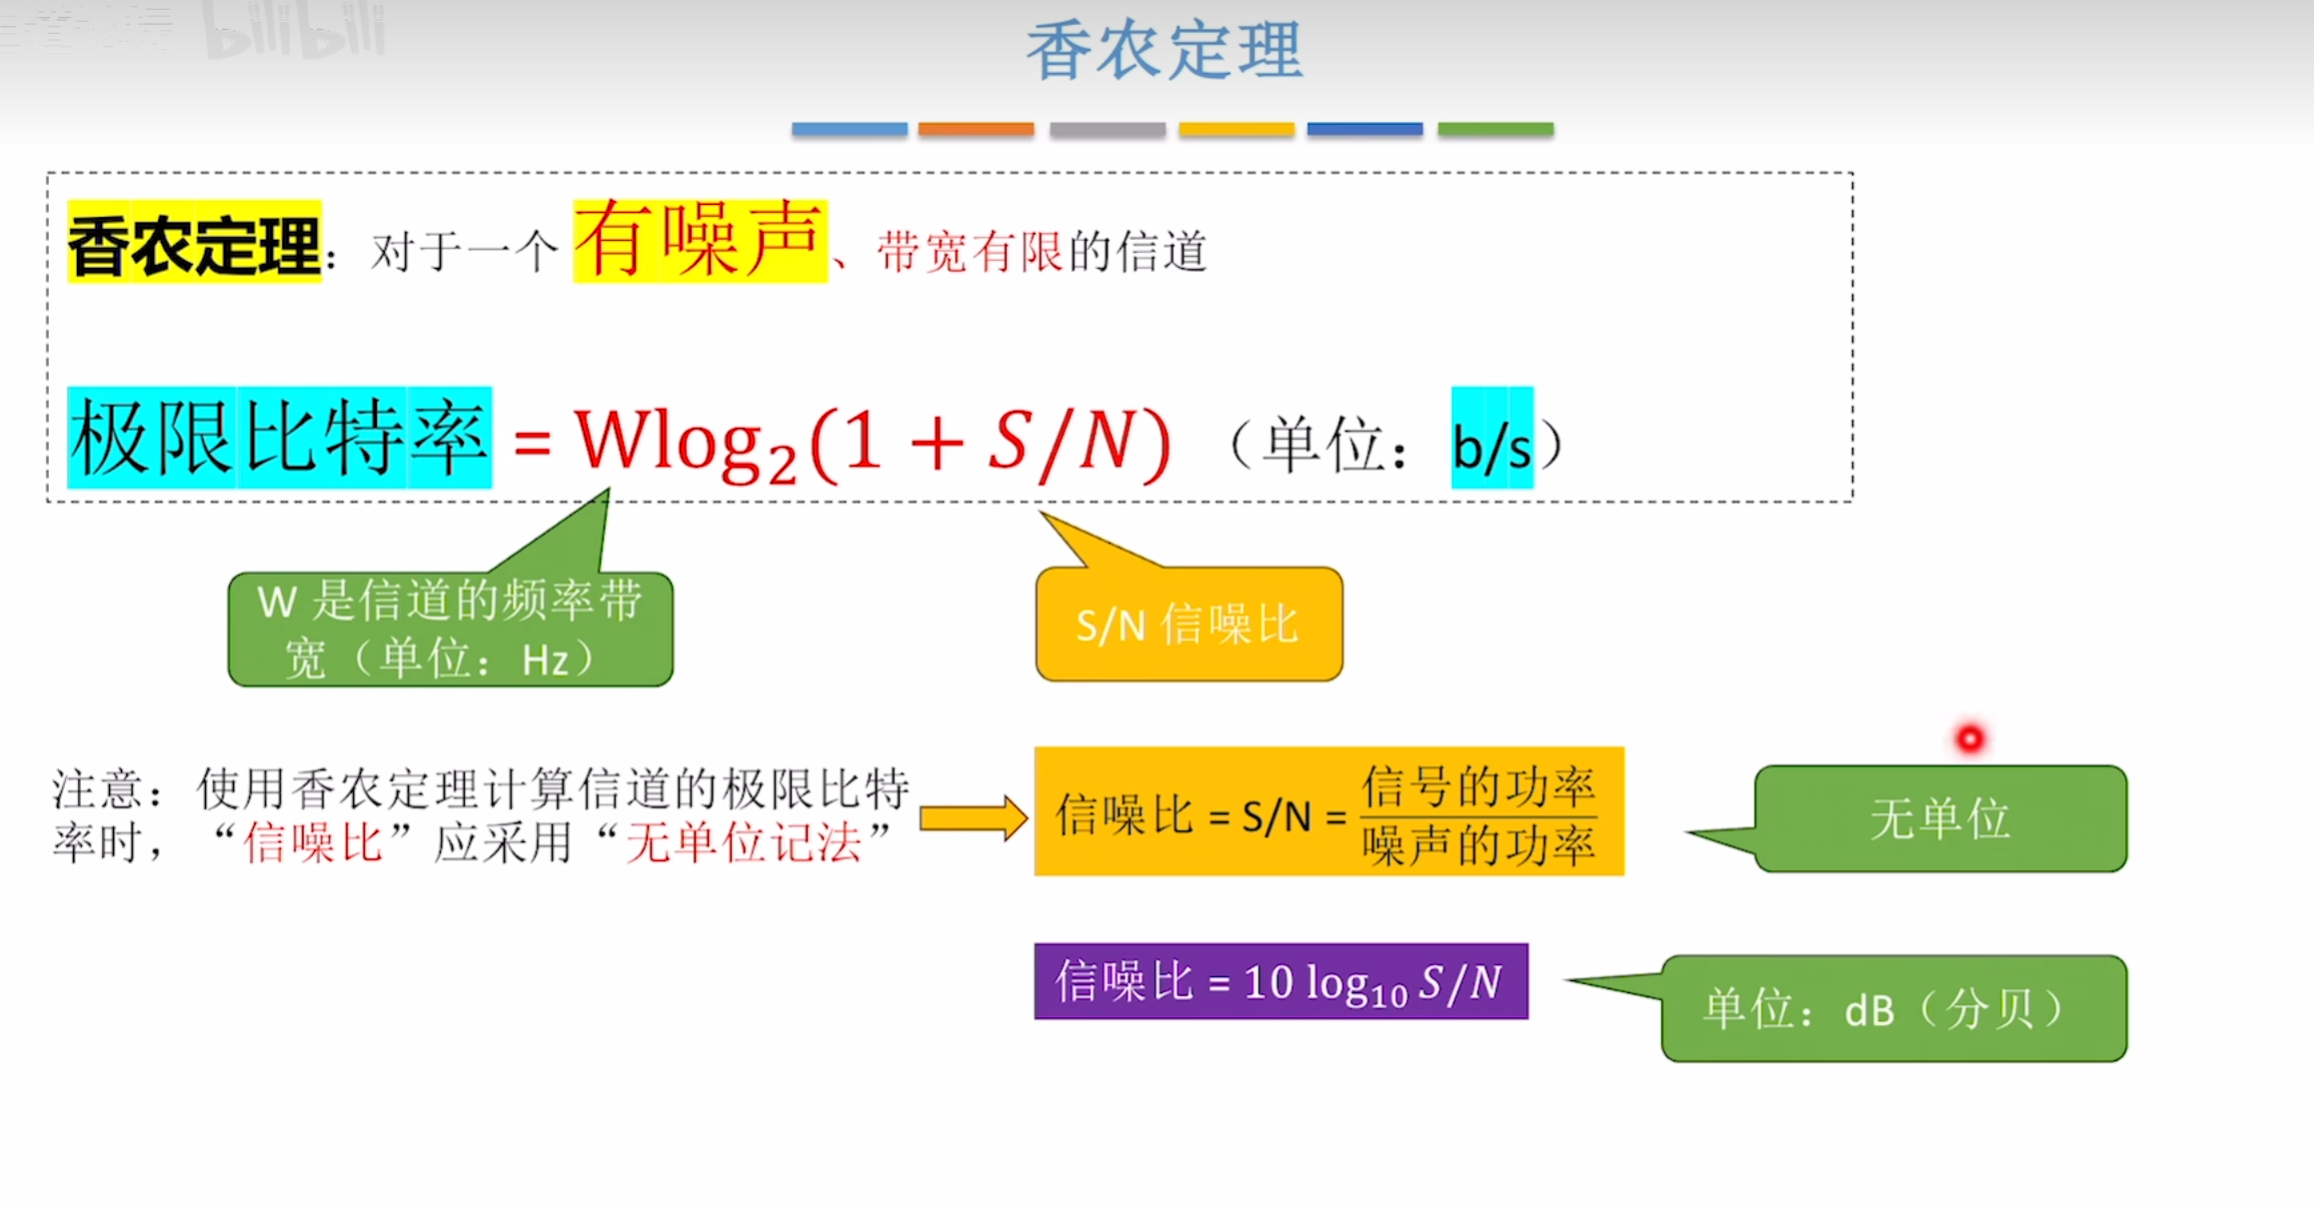 bilibili
香农定理
香农定理：对于一个有噪声、带宽有限的信道
极限比特率 = Wlog₂(1 + S/N)（单位：b/s）
W 是信道的频率带
宽（单位：Hz）
S/N 信噪比
注意：使用香农定理计算信道的极限比特
率时，“信噪比”应采用“无单位记法”
信噪比 = S/N = 信号的功率
噪声的功率
无单位
信噪比 = 10 log₁₀ S/N
单位：dB（分贝）